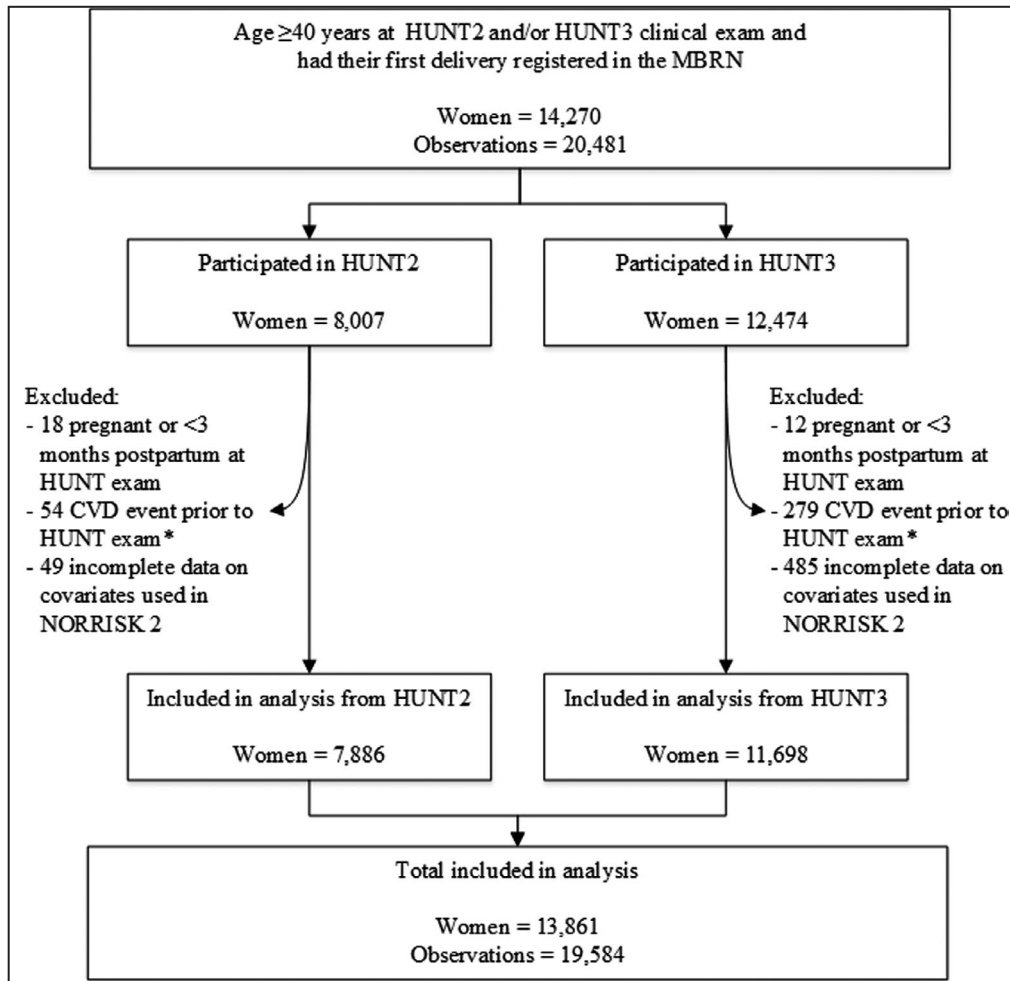 Age ≥40 years at HUNT2 and/or HUNT3 clinical exam and
had their first delivery registered in the MBRN
Women = 14,270
Observations = 20,481
Participated in HUNT2
Women = 8,007
Participated in HUNT3
Women = 12,474
Excluded:
- 18 pregnant or <3
months postpartum at
HUNT exam
- 54 CVD event prior to
HUNT exam*
- 49 incomplete data on
covariates used in
NORRISK 2
Excluded:
- 12 pregnant or <3
months postpartum at
HUNT exam
- 279 CVD event prior to
HUNT exam*
- 485 incomplete data on
covariates used in
NORRISK 2
Included in analysis from HUNT2
Women = 7,886
Included in analysis from HUNT3
Women = 11,698
Total included in analysis
Women = 13,861
Observations = 19,584